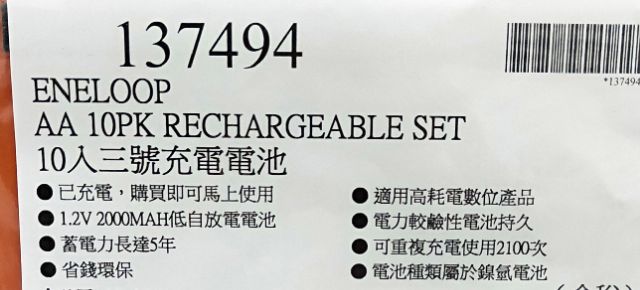 137494
*137494
ENELOOP
AA 10PK RECHARGEABLE SET
10入三號充電電池
●已充電，購買即可馬上使用
●1.2V 2000MAH低自放電電池
●蓄電力長達5年
●省錢環保
●適用高耗電數位產品
●電力較鹼性電池持久
●可重複充電使用2100次
●電池種類屬於鎳氫電池